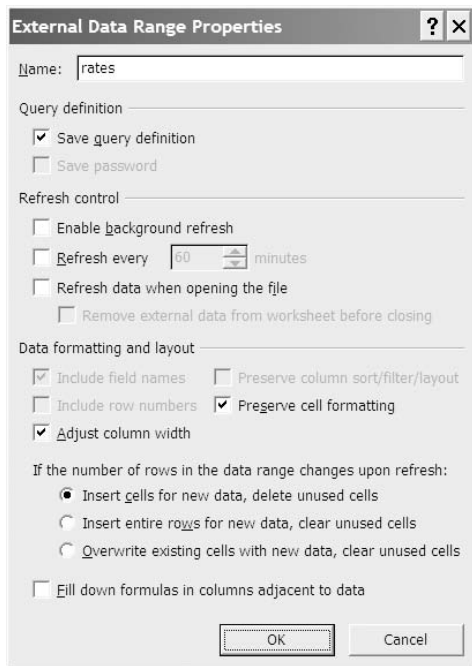 External Data Range Properties ? ×
Name: rates
Query definition
Save query definition
Save password
Refresh control
Enable background refresh
Refresh every 60 minutes
Refresh data when opening the file
Remove external data from worksheet before closing
Data formatting and layout
Include field names Preserve column sort/filter/layout
Include row numbers Preserve cell formatting
Adjust column width
If the number of rows in the data range changes upon refresh:
Insert cells for new data, delete unused cells
Insert entire rows for new data, clear unused cells
Overwrite existing cells with new data, clear unused cells
Fill down formulas in columns adjacent to data
OK Cancel